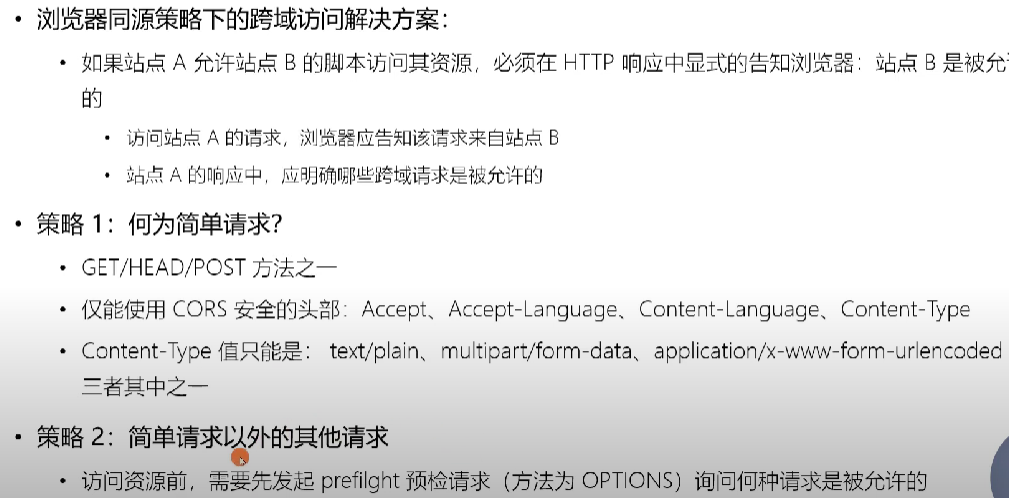 • 浏览器同源策略下的跨域访问解决方案：
• 如果站点 A 允许站点 B 的脚本访问其资源，必须在 HTTP 响应中显式的告知浏览器：站点 B 是被允
的
• 访问站点 A 的请求，浏览器应告知该请求来自站点 B
• 站点 A 的响应中，应明确哪些跨域请求是被允许的
• 策略 1：何为简单请求？
• GET/HEAD/POST 方法之一
• 仅能使用 CORS 安全的头部：Accept、Accept-Language、Content-Language、Content-Type
• Content-Type 值只能是： text/plain、multipart/form-data、application/x-www-form-urlencoded
三者其中之一
• 策略 2：简单请求以外的其他请求
• 访问资源前，需要先发起 prefilght 预检请求（方法为 OPTIONS）询问何种请求是被允许的